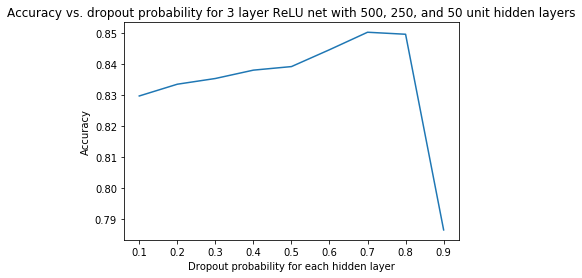 Accuracy vs. dropout probability for 3 layer ReLU net with 500, 250, and 50 unit hidden layers
0.85
0.84
0.83
0.82
0.81
0.80
0.79
Accuracy
0.1 0.2 0.3 0.4 0.5 0.6 0.7 0.8 0.9
Dropout probability for each hidden layer